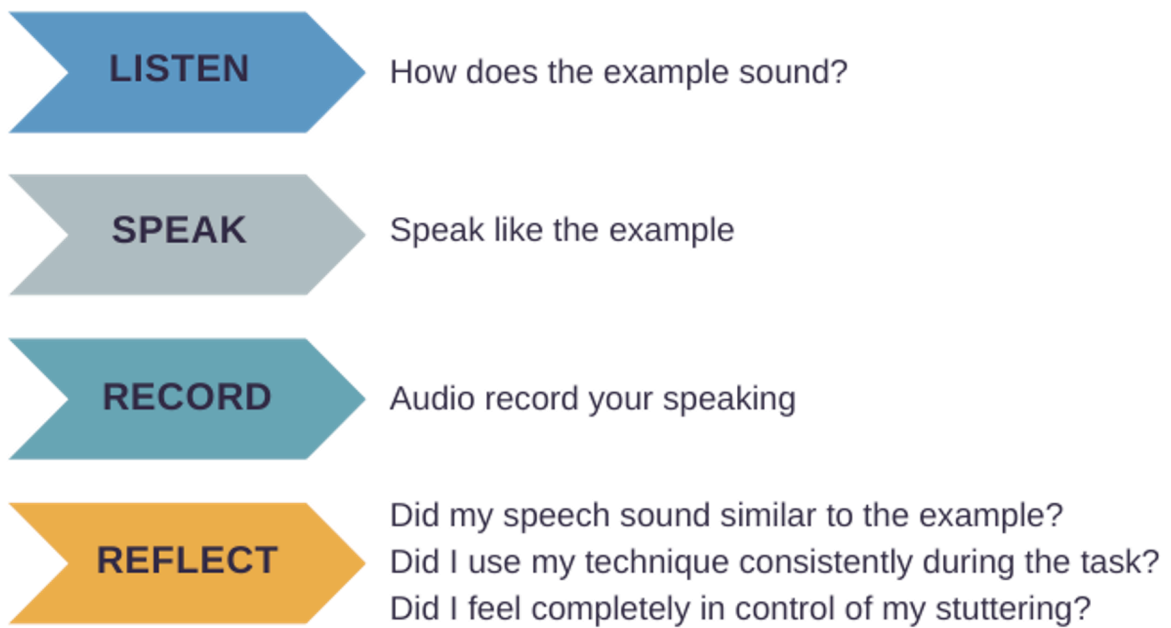 LISTEN
How does the example sound?
SPEAK
Speak like the example
RECORD
Audio record your speaking
REFLECT
Did my speech sound similar to the example?
Did I use my technique consistently during the task?
Did I feel completely in control of my stuttering?